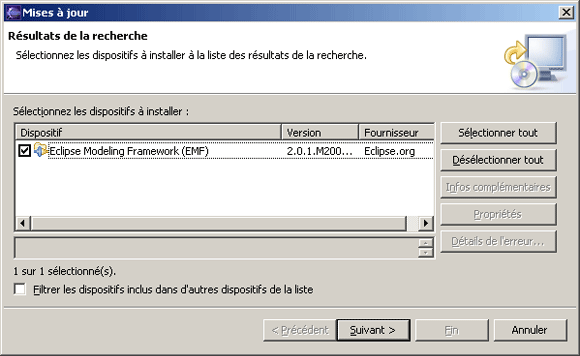 Mises à jour
Résultats de la recherche
Sélectionnez les dispositifs à installer à la liste des résultats de la recherche.
Sélectionnez les dispositifs à installer :
Dispositif Version Fournisseur
Eclipse Modeling Framework (EMF) 2.0.1.M200... Eclipse.org
Sélectionner tout
Désélectionner tout
Infos complémentaires
Propriétés
Détails de l'erreur...
1 sur 1 sélectionné(s).
Filtrer les dispositifs inclus dans d'autres dispositifs de la liste
< Précédent Suivant > Fin Annuler